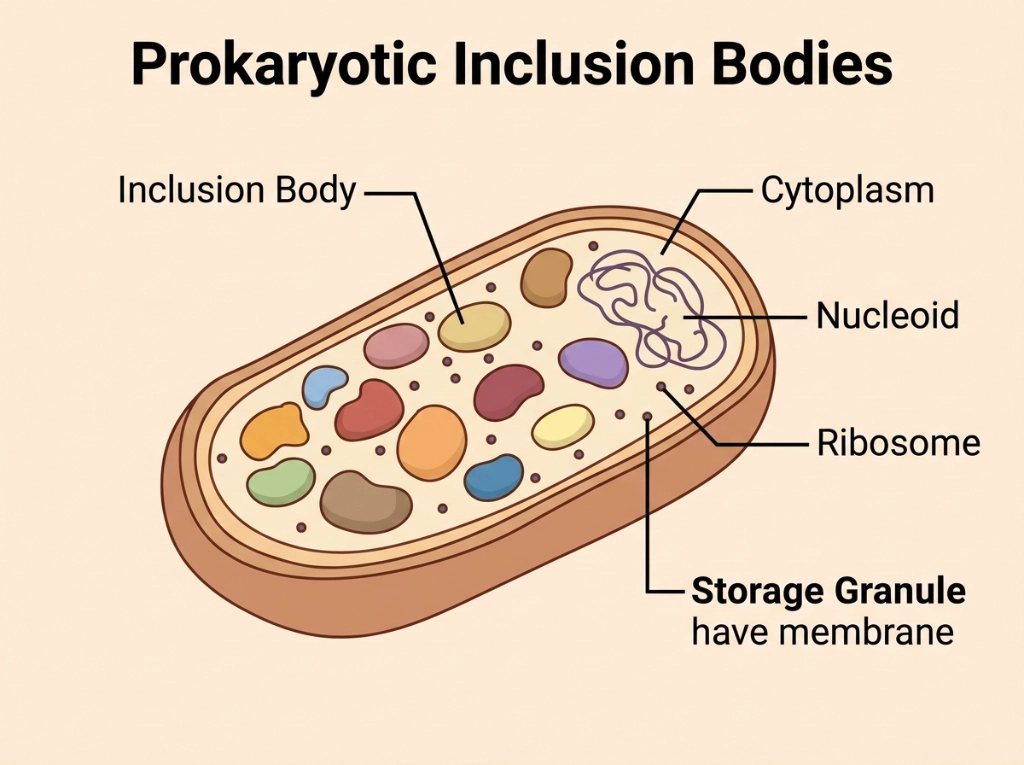 Prokaryotic Inclusion Bodies
Inclusion Body
Cytoplasm
Nucleoid
Ribosome
Storage Granule
have membrane